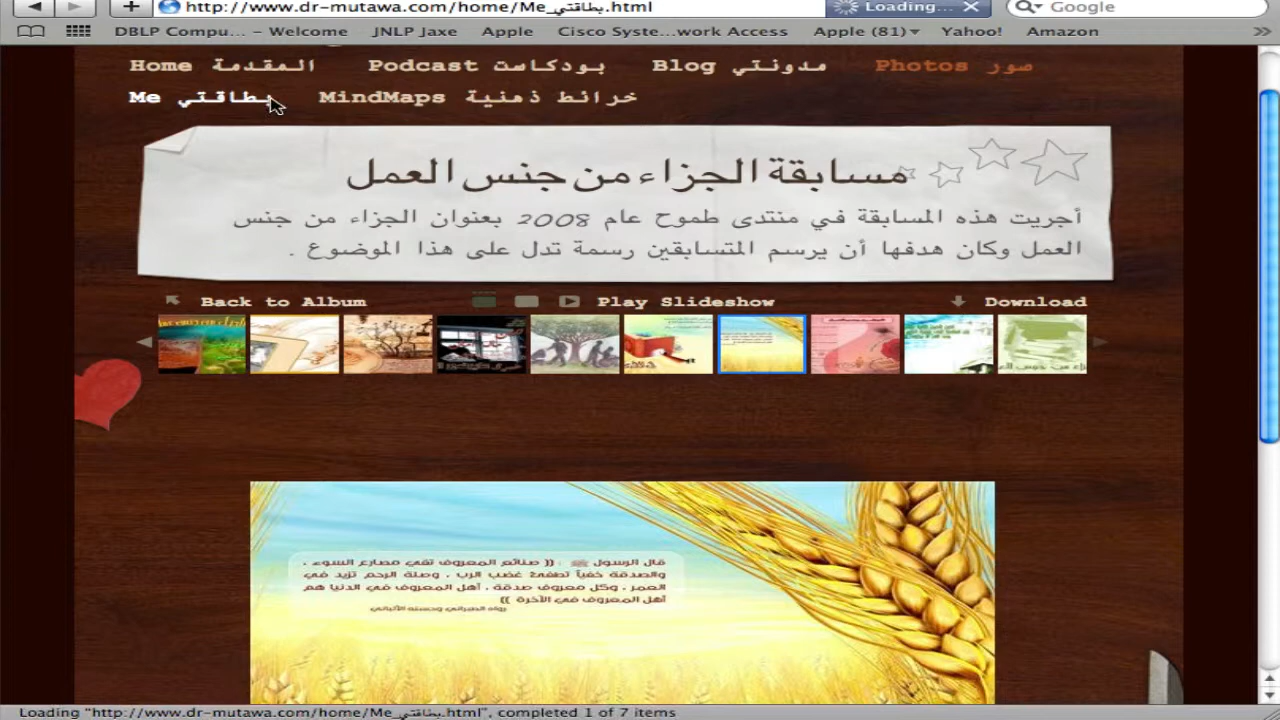 http://www.dr-mutawa.com/home/Me_بطاقتي.html
Loading...
Google
DBLP Compu... - Welcome
JNLP Jaxe
Apple
Cisco Syste...work Access
Apple (81)
Yahoo!
Amazon
Home المقدمة
Podcast بودكاست
Blog مدونتي
Photos صور
Me بطاقتي
MindMaps خرائط ذهنية
مسابقة الجزاء من جنس العمل
أجريت هذه المسابقة في منتدى طموح عام 2008 بعنوان الجزاء من جنس
العمل وكان هدفها أن يرسم المتسابقين رسمة تدل على هذا الموضوع .
Back to Album
Play Slideshow
Download
قال الرسول ﷺ : (( صنائع المعروف تقي مصارع السوء ،
والصدقة خفياً تطفئ غضب الرب ، وصلة الرحم تزيد في
العمر ، وكل معروف صدقة ، أهل المعروف في الدنيا هم
أهل المعروف في الآخرة ))
رواه الطبراني وحسنه الألباني
Loading "http://www.dr-mutawa.com/home/Me_بطاقتي.html", completed 1 of 7 items